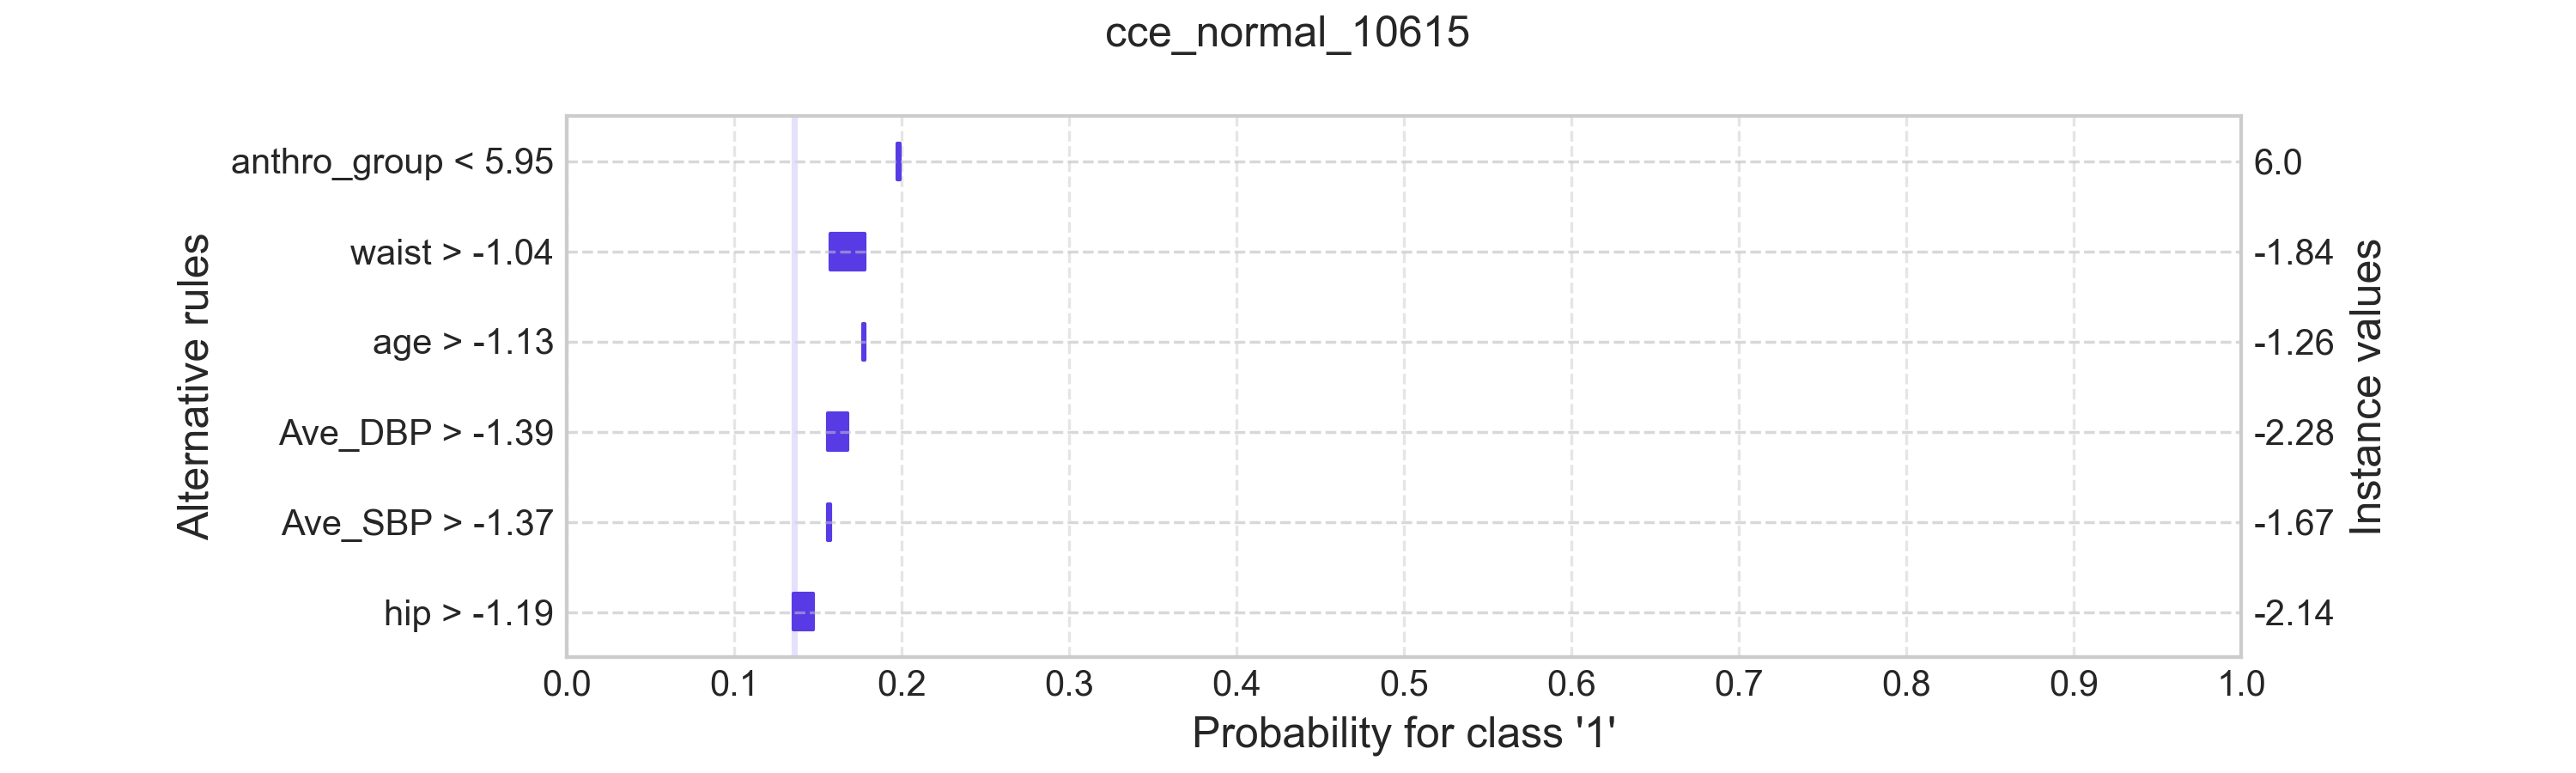 cce_normal_10615
Alternative rules
anthro_group < 5.95
6.0
waist > -1.04
-1.84
age > -1.13
-1.26
Ave_DBP > -1.39
-2.28
Ave_SBP > -1.37
-1.67
hip > -1.19
-2.14
Instance values
0.0 0.1 0.2 0.3 0.4 0.5 0.6 0.7 0.8 0.9 1.0
Probability for class '1'